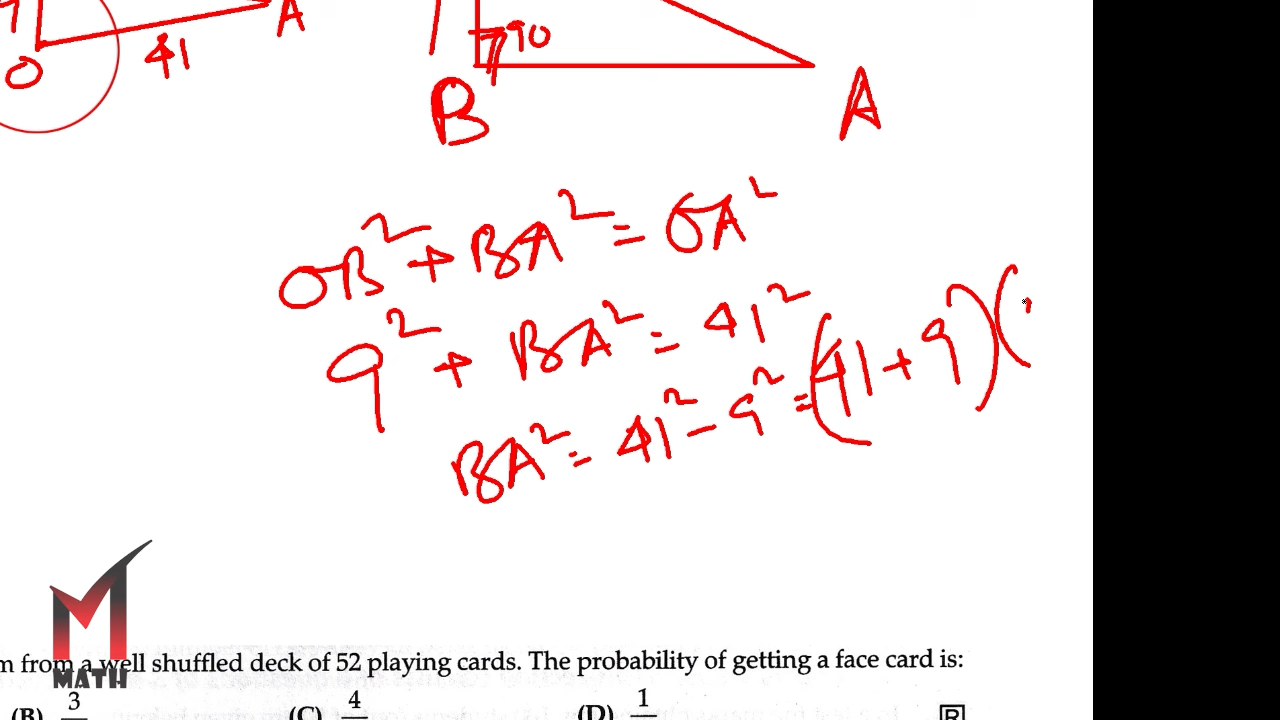 O
41
A
90
B
A
OB² + BA² = OA²
9² + BA² = 41²
BA² = 41² - 9² = (41 + 9)(
MATH
m from a well shuffled deck of 52 playing cards. The probability of getting a face card is:
(B) 3 (C) 4 (D) 1 R